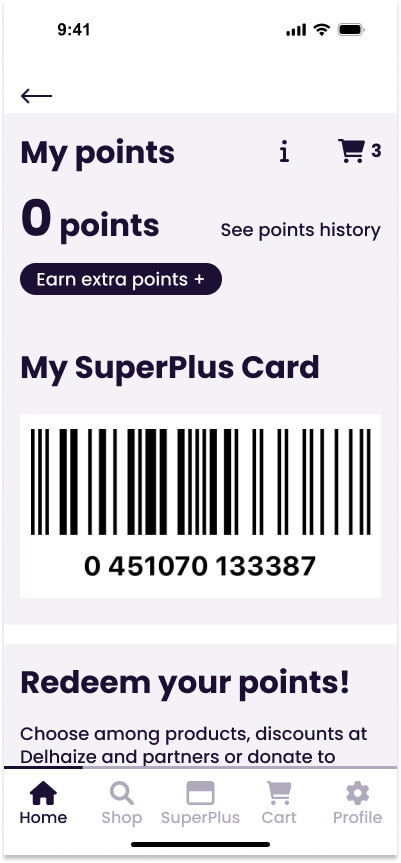 9:41
My points
3
0 points
See points history
Earn extra points +
My SuperPlus Card
0 451070 133387
Redeem your points!
Choose among products, discounts at
Delhaize and partners or donate to
Home
Shop
SuperPlus
Cart
Profile